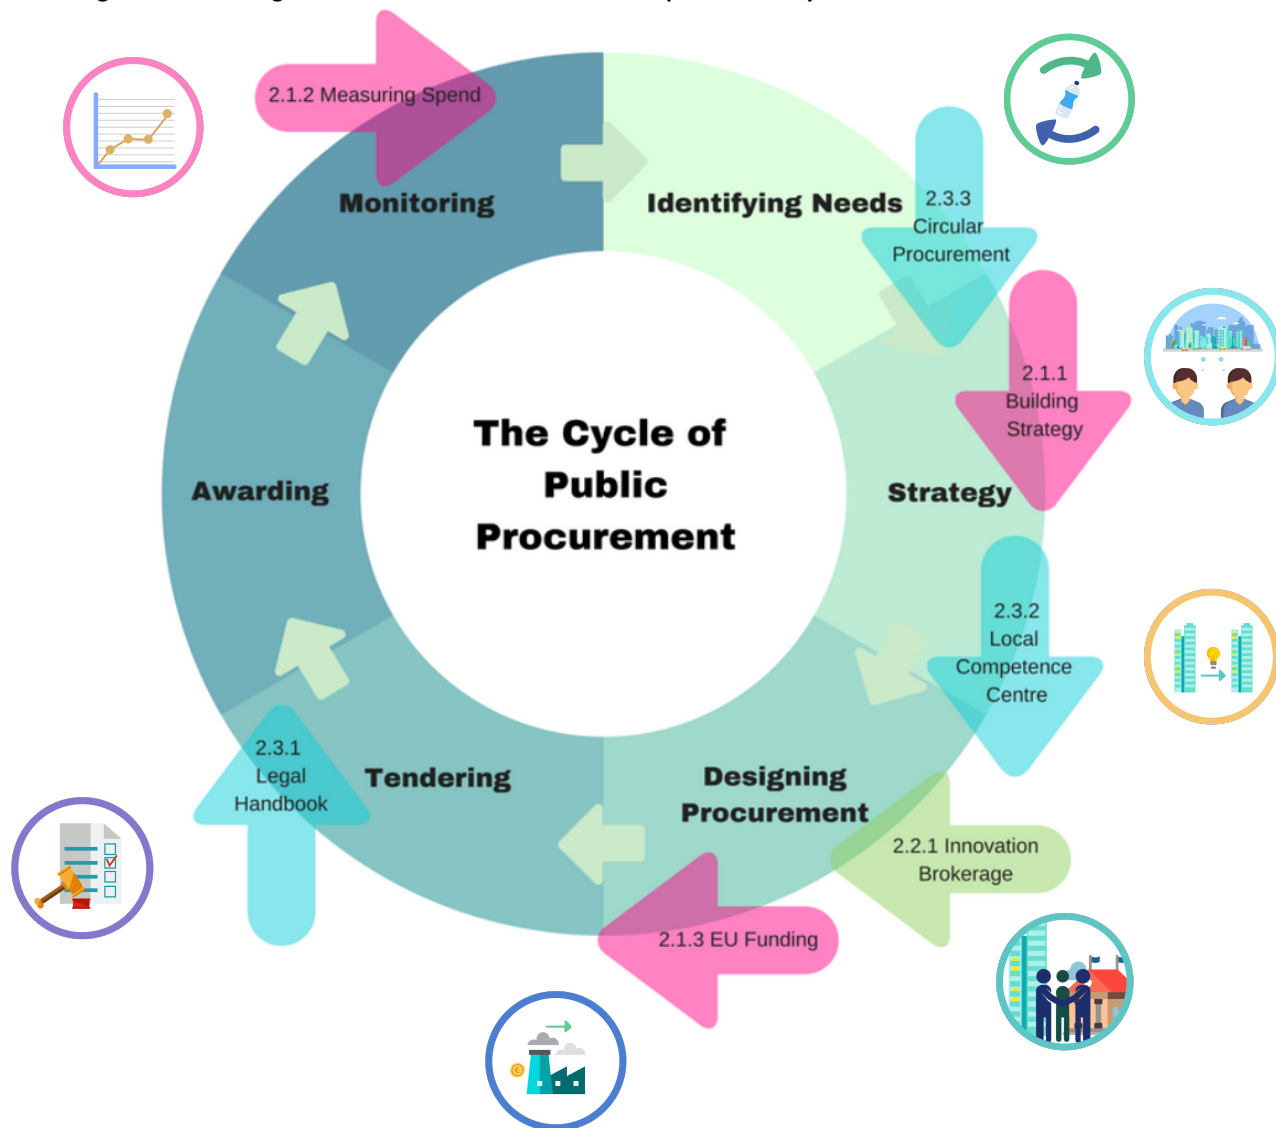 2.1.2 Measuring Spend
Monitoring
Identifying Needs
2.3.3
Circular
Procurement
2.1.1
Building
Strategy
The Cycle of
Public
Procurement
Awarding
Strategy
2.3.2
Local
Competence
Centre
2.3.1
Legal
Handbook
Tendering
Designing
Procurement
2.2.1 Innovation
Brokerage
2.1.3 EU Funding